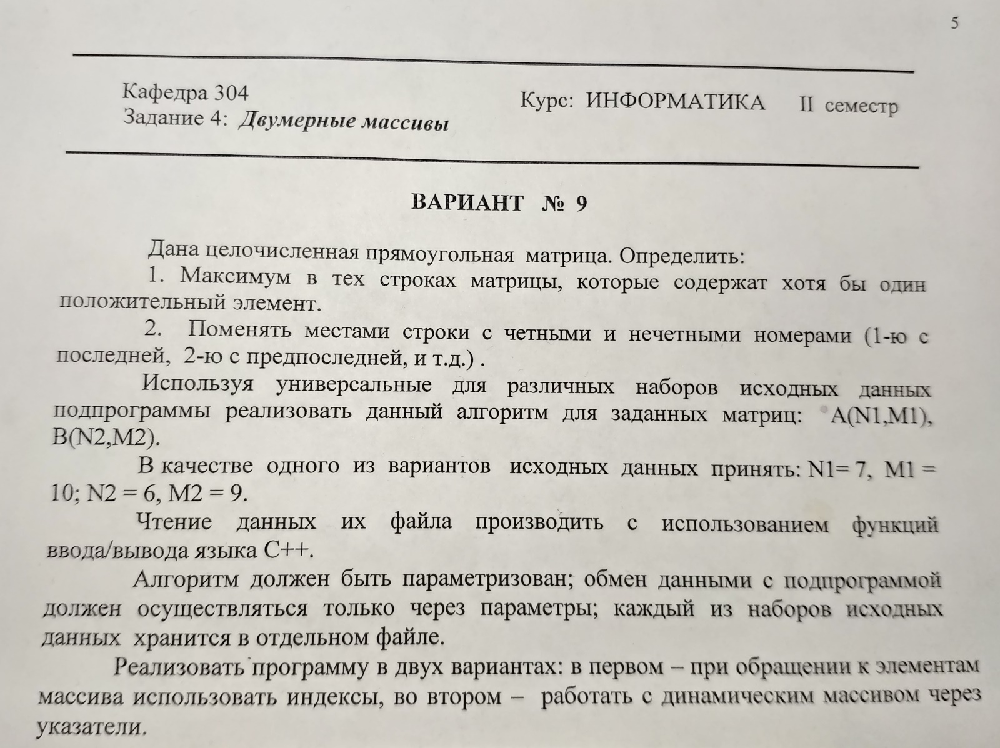 5
Кафедра 304
Курс: ИНФОРМАТИКА II семестр
Задание 4: Двумерные массивы
ВАРИАНТ № 9
Дана целочисленная прямоугольная матрица. Определить:
1. Максимум в тех строках матрицы, которые содержат хотя бы один
положительный элемент.
2. Поменять местами строки с четными и нечетными номерами (1-ю с
последней, 2-ю с предпоследней, и т.д.) .
Используя универсальные для различных наборов исходных данных
подпрограммы реализовать данный алгоритм для заданных матриц: A(N1,M1),
B(N2,M2).
В качестве одного из вариантов исходных данных принять: N1= 7, M1 =
10; N2 = 6, M2 = 9.
Чтение данных их файла производить с использованием функций
ввода/вывода языка С++.
Алгоритм должен быть параметризован; обмен данными с подпрограммой
должен осуществляться только через параметры; каждый из наборов исходных
данных хранится в отдельном файле.
Реализовать программу в двух вариантах: в первом – при обращении к элементам
массива использовать индексы, во втором – работать с динамическим массивом через
указатели.